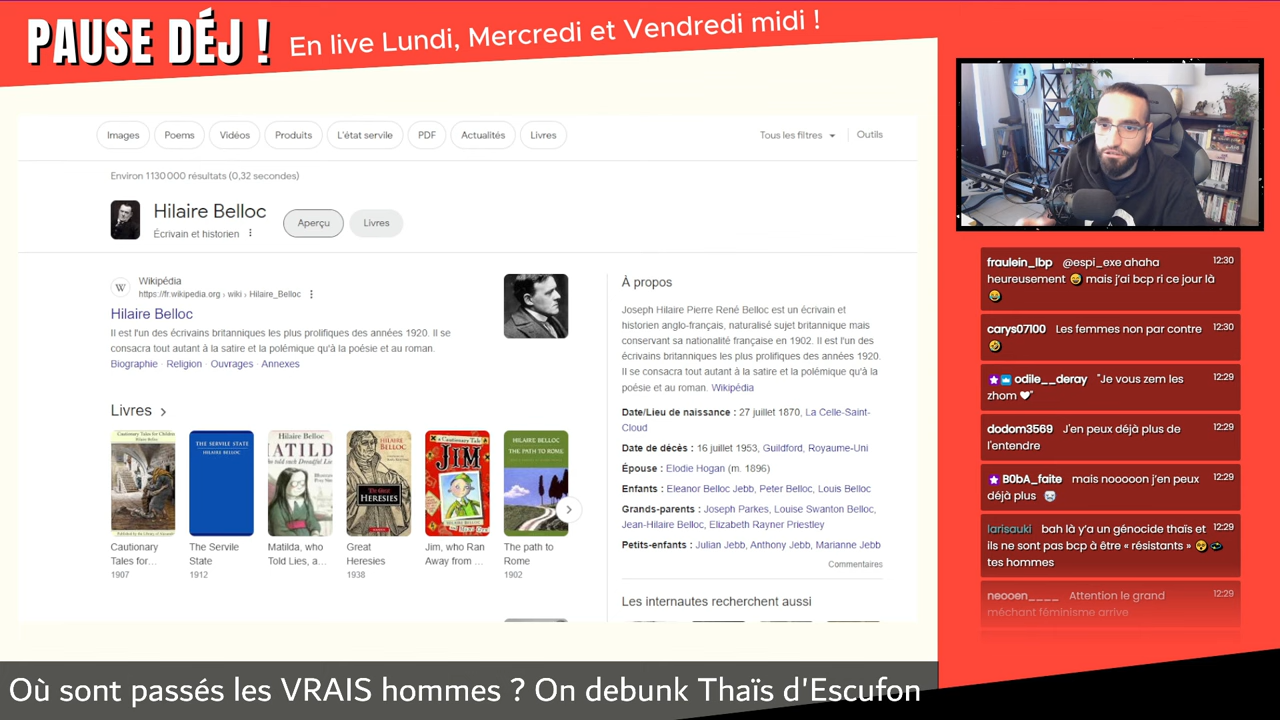 PAUSE DÉJ !
En live Lundi, Mercredi et Vendredi midi !
Images
Poems
Vidéos
Produits
L'état servile
PDF
Actualités
Livres
Tous les filtres
Outils
Environ 1 130 000 résultats (0,32 secondes)
Hilaire Belloc
Écrivain et historien
Aperçu
Livres
W
Wikipédia
https://fr.wikipedia.org › wiki › Hilaire_Belloc
Hilaire Belloc
Il est l'un des écrivains britanniques les plus prolifiques des années 1920. Il se
consacra tout autant à la satire et la polémique qu'à la poésie et au roman.
Biographie · Religion · Ouvrages · Annexes
Livres
THE SERVILE STATE
HILAIRE BELLOC
Hilaire Belloc
HILAIRE BELLOC
The Great
HERESIES
a Cautionary Tale
JIM
HILAIRE BELLOC
THE PATH TO ROME
Cautionary
Tales for...
1907
The Servile
State
1912
Matilda, who
Told Lies, a...
Great
Heresies
1938
Jim, who Ran
Away from ...
The path to
Rome
1902
À propos
Joseph Hilaire Pierre René Belloc est un écrivain et
historien anglo-français, naturalisé sujet britannique mais
conservant sa nationalité française en 1902. Il est l'un des
écrivains britanniques les plus prolifiques des années 1920.
Il se consacra tout autant à la satire et la polémique qu'à la
poésie et au roman. Wikipédia
Date/Lieu de naissance : 27 juillet 1870, La Celle-Saint-
Cloud
Date de décès : 16 juillet 1953, Guildford, Royaume-Uni
Épouse : Elodie Hogan (m. 1896)
Enfants : Eleanor Belloc Jebb, Peter Belloc, Louis Belloc
Grands-parents : Joseph Parkes, Louise Swanton Belloc,
Jean-Hilaire Belloc, Elizabeth Rayner Priestley
Petits-enfants : Julian Jebb, Anthony Jebb, Marianne Jebb
Commentaires
Les internautes recherchent aussi
fraulein_lbp @espi_exe ahaha 12:30
heureusement 😅 mais j'ai bcp ri ce jour là
😅
carys07100 Les femmes non par contre 12:30
🤣
odile__deray "Je vous zem les 12:29
zhom 🤍"
dodom3569 J'en peux déjà plus de 12:29
l'entendre
B0bA_faite mais nooooon j'en peux 12:29
déjà plus
larisauki bah là y'a un génocide thaïs et 12:29
ils ne sont pas bcp à être « résistants »
tes hommes
neooen____ Attention le grand 12:29
méchant féminisme arrive
Où sont passés les VRAIS hommes ? On debunk Thaïs d'Escufon